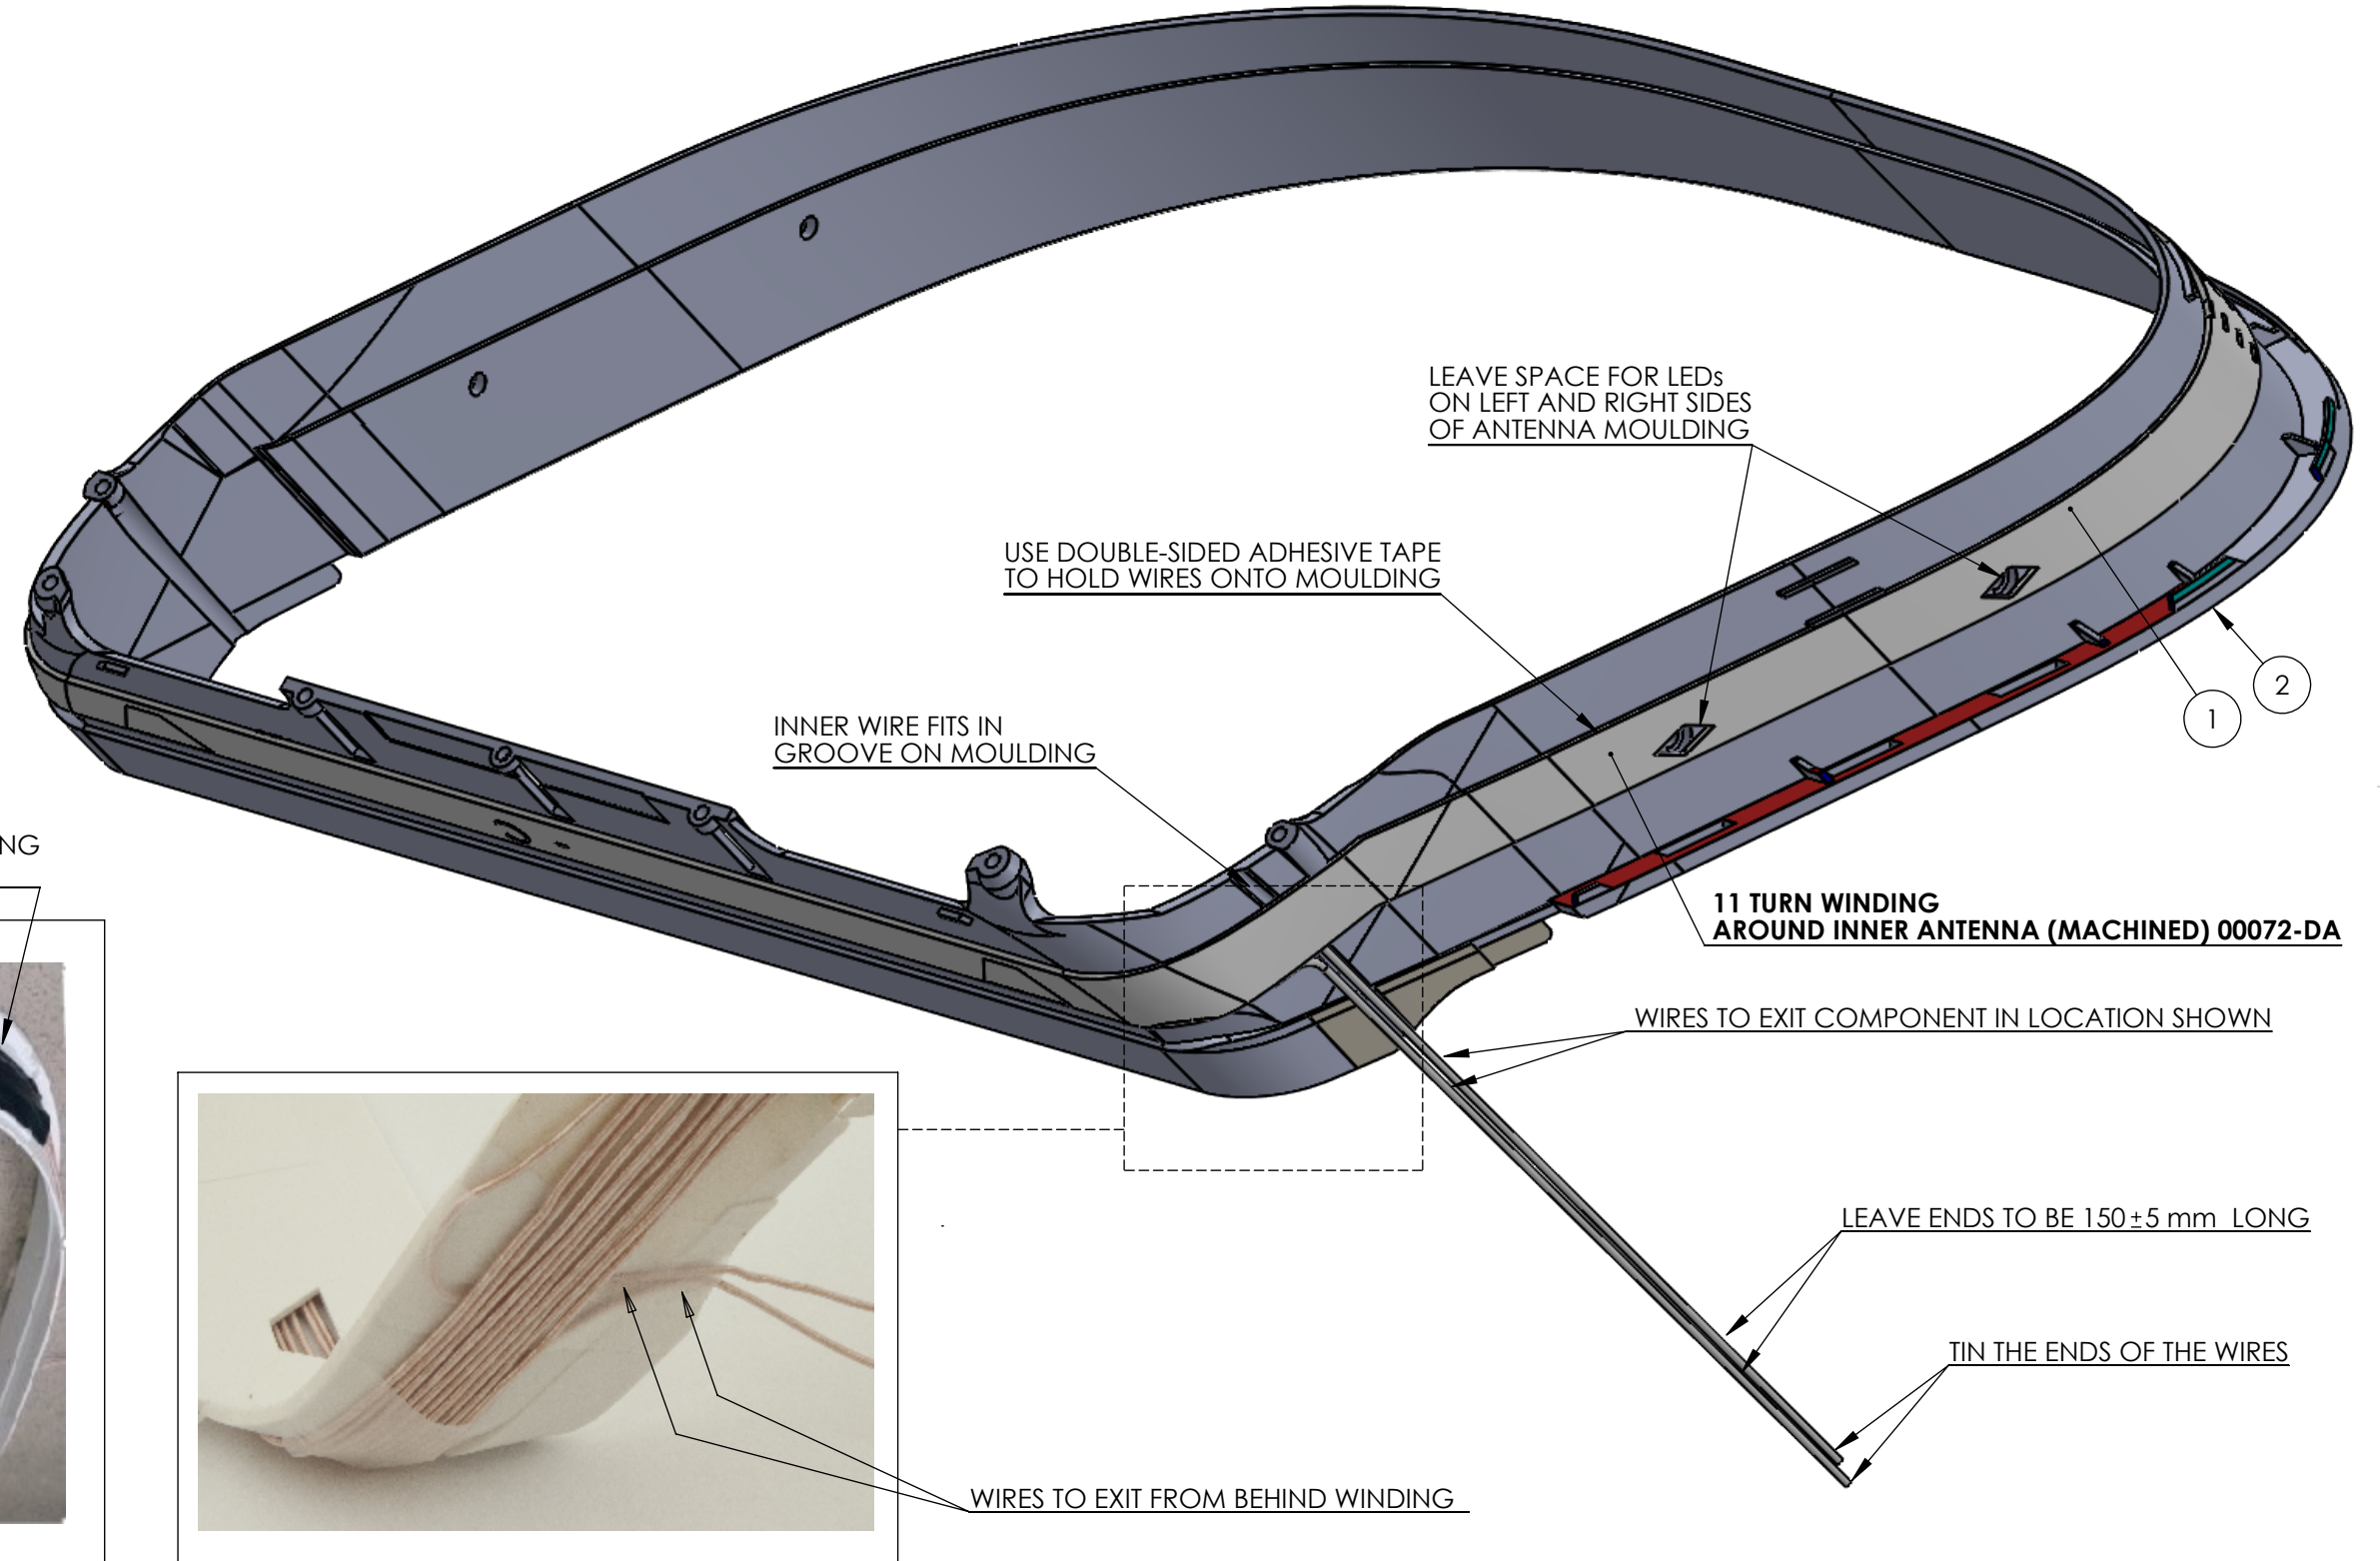 LEAVE SPACE FOR LEDs
ON LEFT AND RIGHT SIDES
OF ANTENNA MOULDING
USE DOUBLE-SIDED ADHESIVE TAPE
TO HOLD WIRES ONTO MOULDING
INNER WIRE FITS IN
GROOVE ON MOULDING
2
1
NG
11 TURN WINDING
AROUND INNER ANTENNA (MACHINED) 00072-DA
WIRES TO EXIT COMPONENT IN LOCATION SHOWN
LEAVE ENDS TO BE 150±5 mm LONG
TIN THE ENDS OF THE WIRES
WIRES TO EXIT FROM BEHIND WINDING